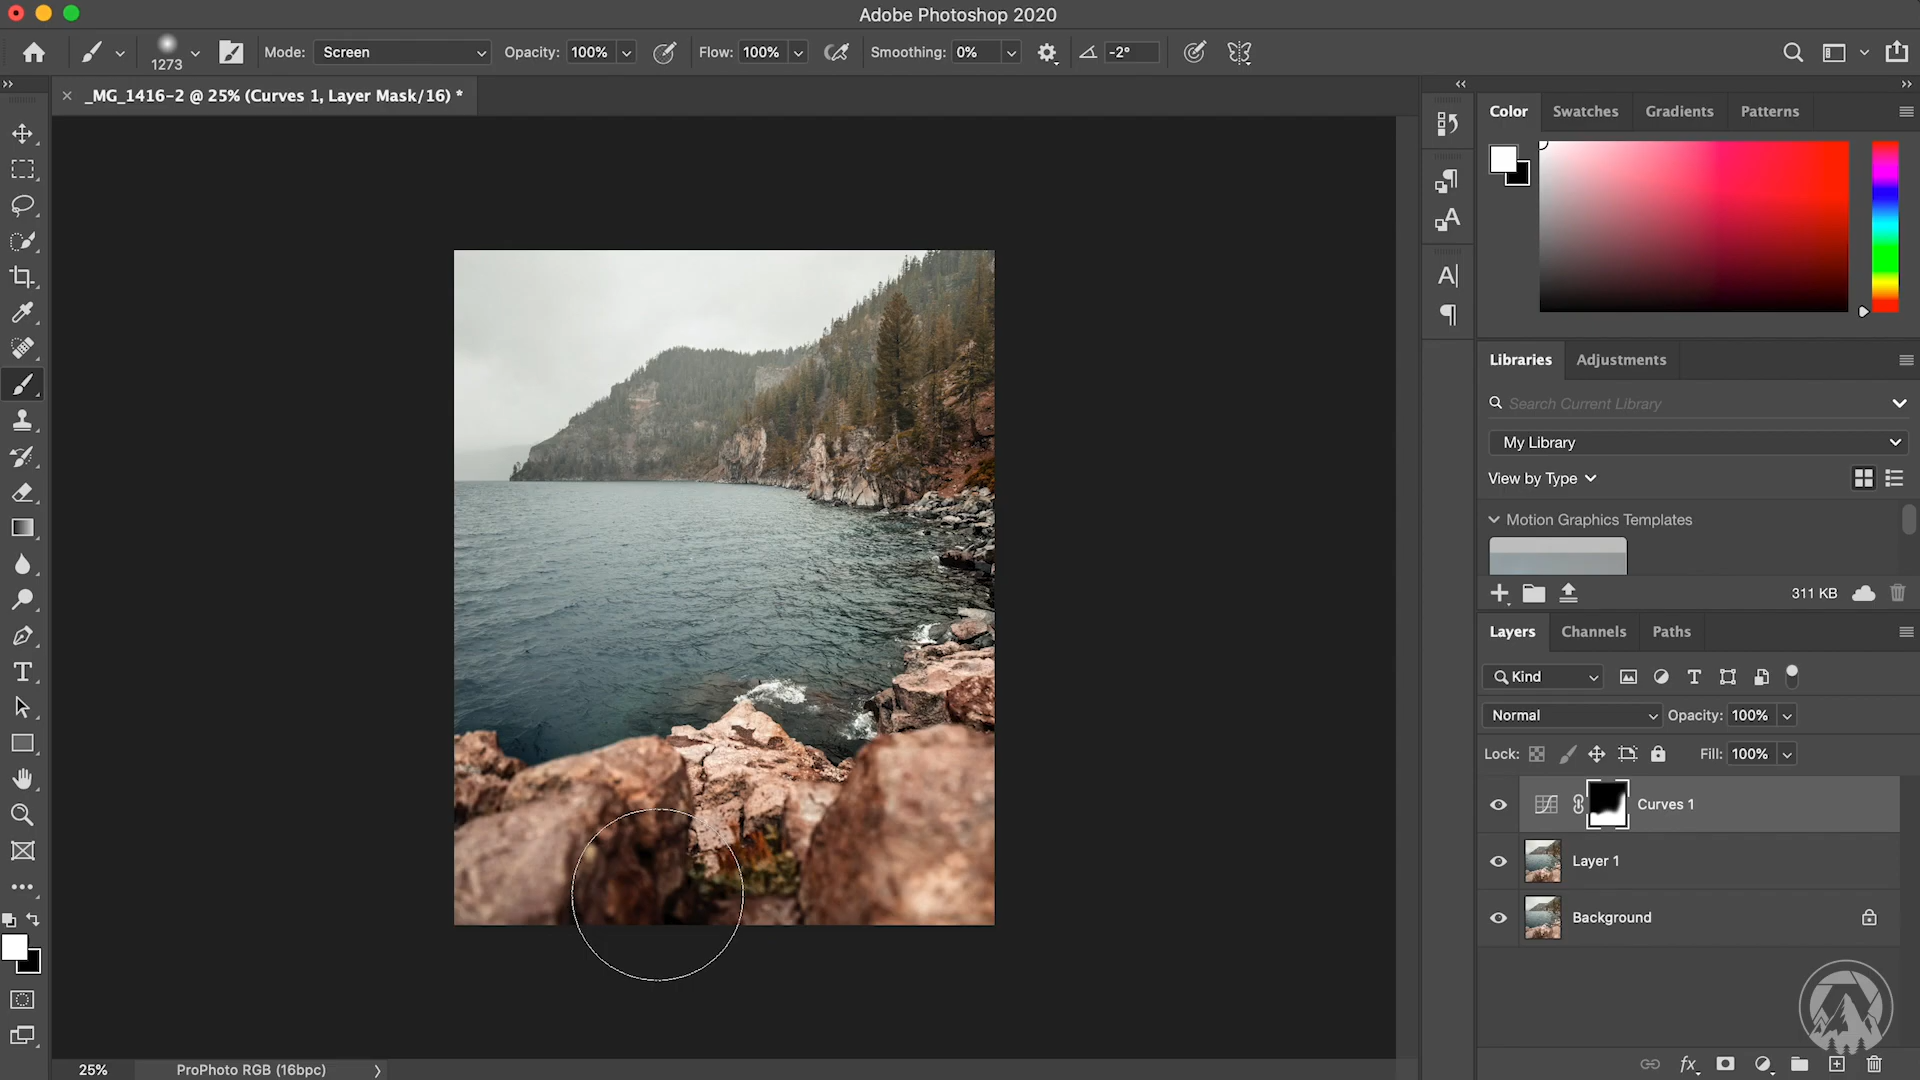 Adobe Photoshop 2020
1273
Mode: Screen
Opacity: 100%
Flow: 100%
Smoothing: 0%
-2°
_MG_1416-2 @ 25% (Curves 1, Layer Mask/16) *
Color
Swatches
Gradients
Patterns
Libraries
Adjustments
Search Current Library
My Library
View by Type
Motion Graphics Templates
311 KB
Layers
Channels
Paths
Kind
Normal
Opacity: 100%
Lock:
Fill: 100%
Curves 1
Layer 1
Background
fx
25%
ProPhoto RGB (16bpc)